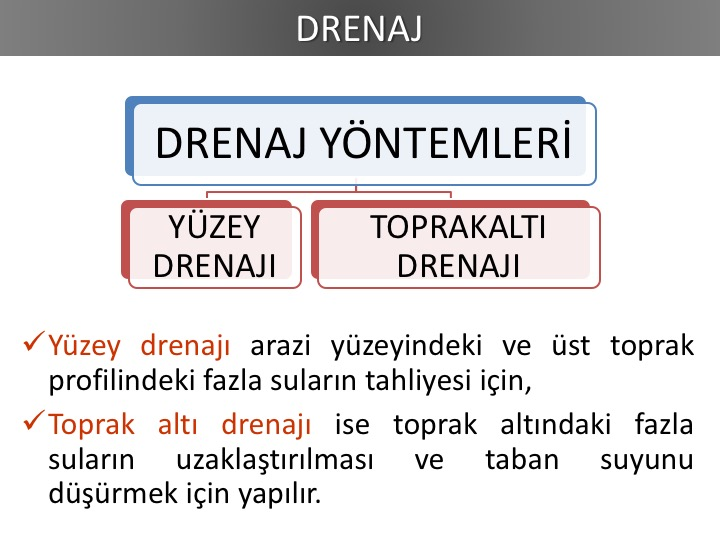 DRENAJ
DRENAJ YÖNTEMLERİ
YÜZEY
DRENAJI
TOPRAKALTI
DRENAJI
✓Yüzey drenajı arazi yüzeyindeki ve üst toprak
profilindeki fazla suların tahliyesi için,
✓Toprak altı drenajı ise toprak altındaki fazla
suların uzaklaştırılması ve taban suyunu
düşürmek için yapılır.